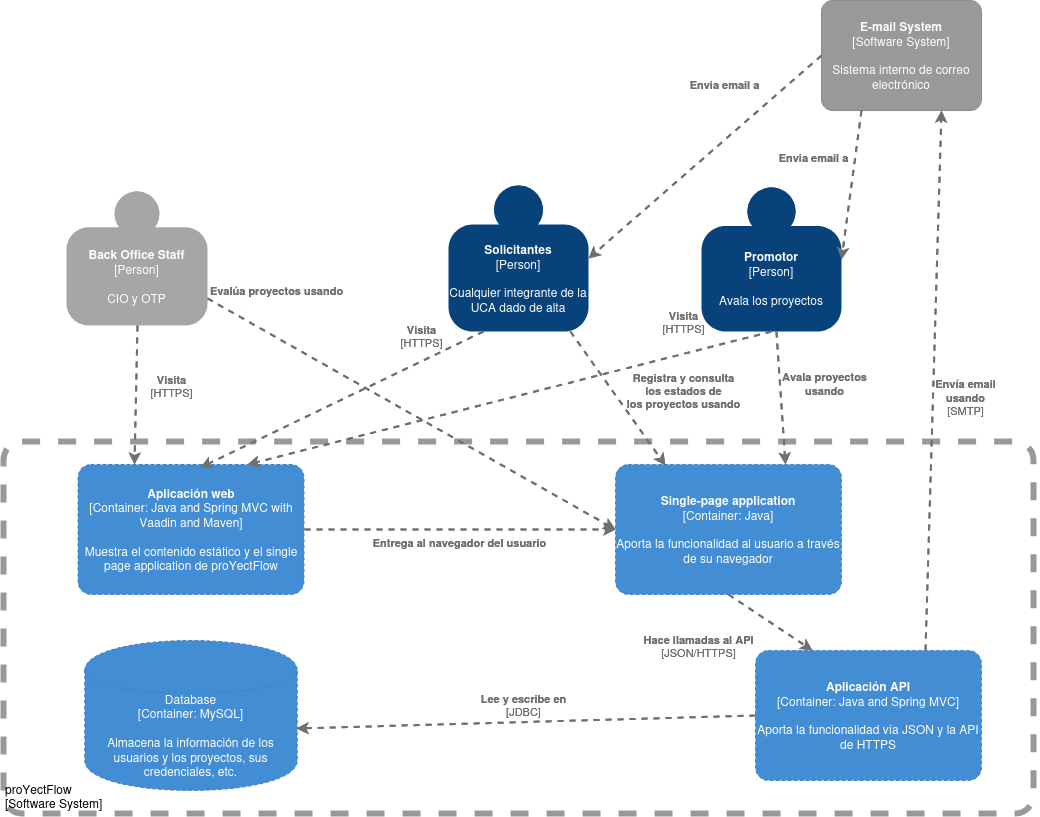 E-mail System
[Software System]
Sistema interno de correo
electrónico
Envia email a
Envia email a
Back Office Staff
[Person]
CIO y OTP
Solicitantes
[Person]
Cualquier integrante de la
UCA dado de alta
Promotor
[Person]
Avala los proyectos
Evalúa proyectos usando
Visita
[HTTPS]
Visita
[HTTPS]
Visita
[HTTPS]
Registra y consulta
los estados de
los proyectos usando
Avala proyectos
usando
Envía email
usando
[SMTP]
Aplicación web
[Container: Java and Spring MVC with
Vaadin and Maven]
Muestra el contenido estático y el single
page application de proYectFlow
Entrega al navegador del usuario
Single-page application
[Container: Java]
Aporta la funcionalidad al usuario a través
de su navegador
Hace llamadas al API
[JSON/HTTPS]
Database
[Container: MySQL]
Almacena la información de los
usuarios y los proyectos, sus
credenciales, etc.
Lee y escribe en
[JDBC]
Aplicación API
[Container: Java and Spring MVC]
Aporta la funcionalidad vía JSON y la API
de HTTPS
proYectFlow
[Software System]